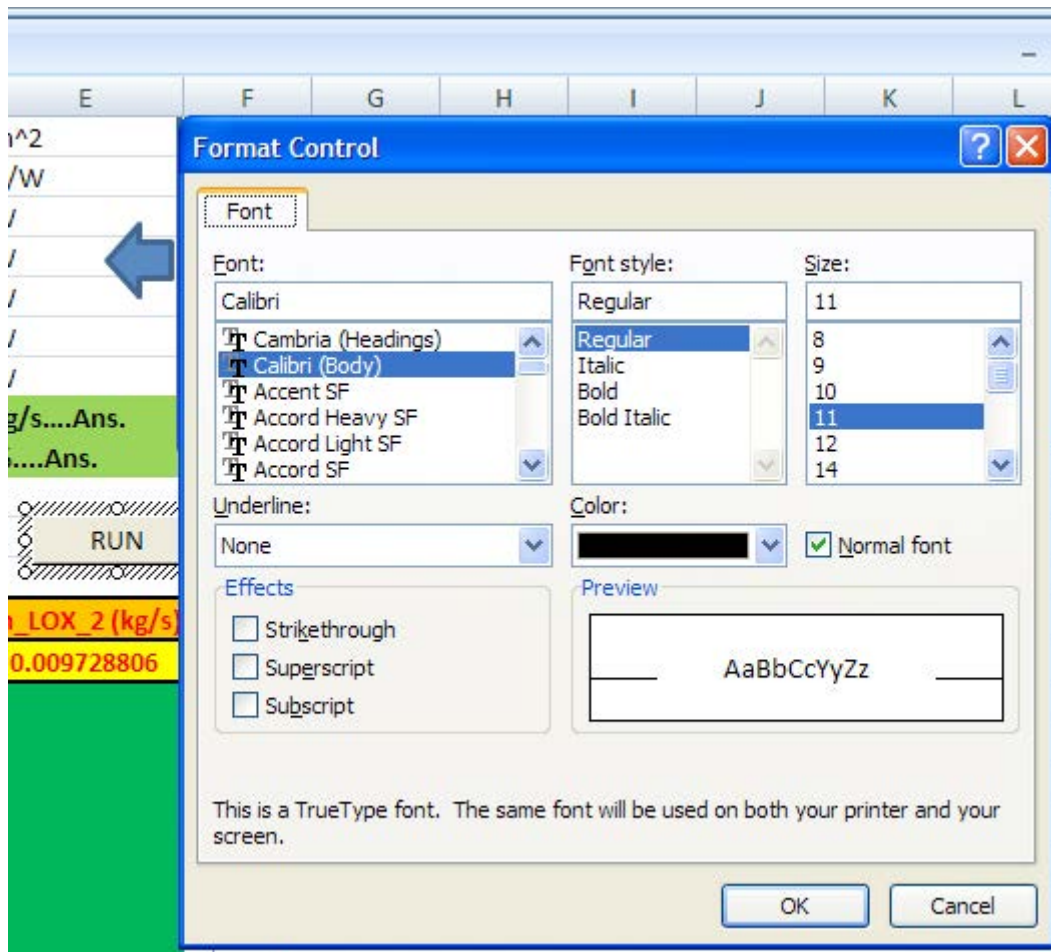 E F G H I J K L
^2
/W
Format Control
Font
Font: Font style: Size:
Calibri Regular 11
Cambria (Headings) Regular 8
Calibri (Body) Italic 9
Accent SF Bold 10
Accord Heavy SF Bold Italic 11
Accord Light SF 12
Accord SF 14
g/s....Ans.
....Ans.
Underline: Color:
None Normal font
RUN
Effects Preview
Strikethrough
Superscript AaBbCcYyZz
Subscript
_LOX_2 (kg/s)
0.009728806
This is a TrueType font. The same font will be used on both your printer and your
screen.
OK Cancel